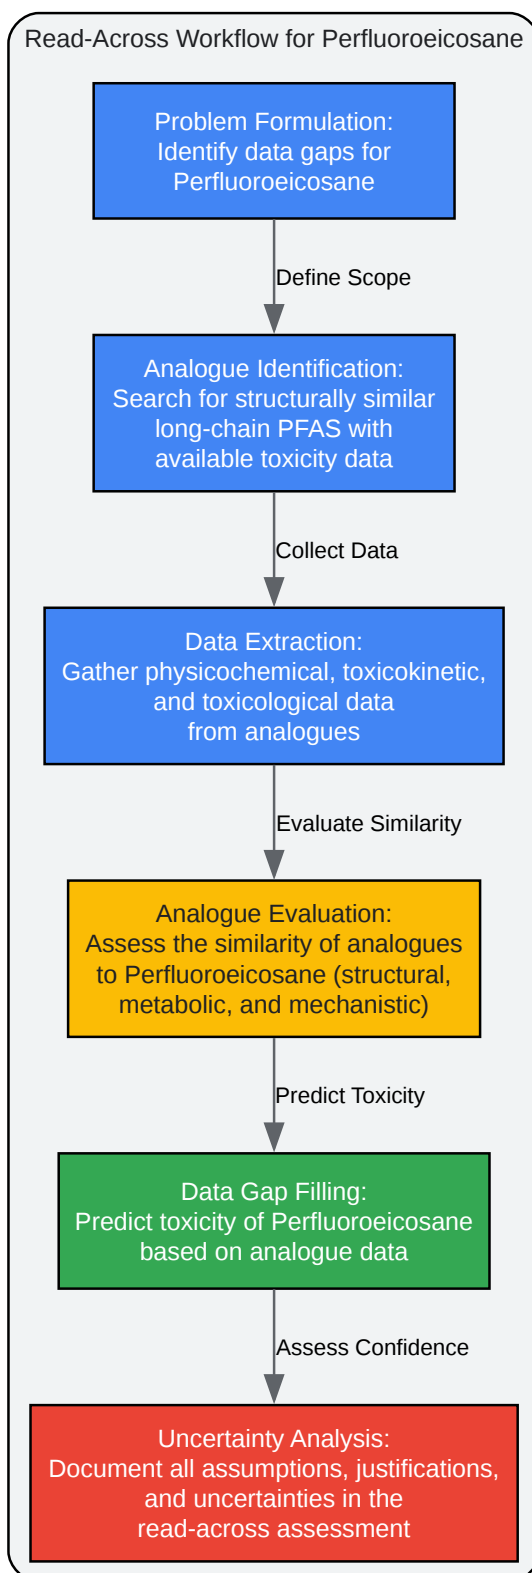 Read-Across Workflow for Perfluoroeicosane
Problem Formulation:
Identify data gaps for
Perfluoroeicosane
Define Scope
Analogue Identification:
Search for structurally similar
long-chain PFAS with
available toxicity data
Collect Data
Data Extraction:
Gather physicochemical, toxicokinetic,
and toxicological data
from analogues
Evaluate Similarity
Analogue Evaluation:
Assess the similarity of analogues
to Perfluoroeicosane (structural,
metabolic, and mechanistic)
Predict Toxicity
Data Gap Filling:
Predict toxicity of Perfluoroeicosane
based on analogue data
Assess Confidence
Uncertainty Analysis:
Document all assumptions, justifications,
and uncertainties in the
read-across assessment